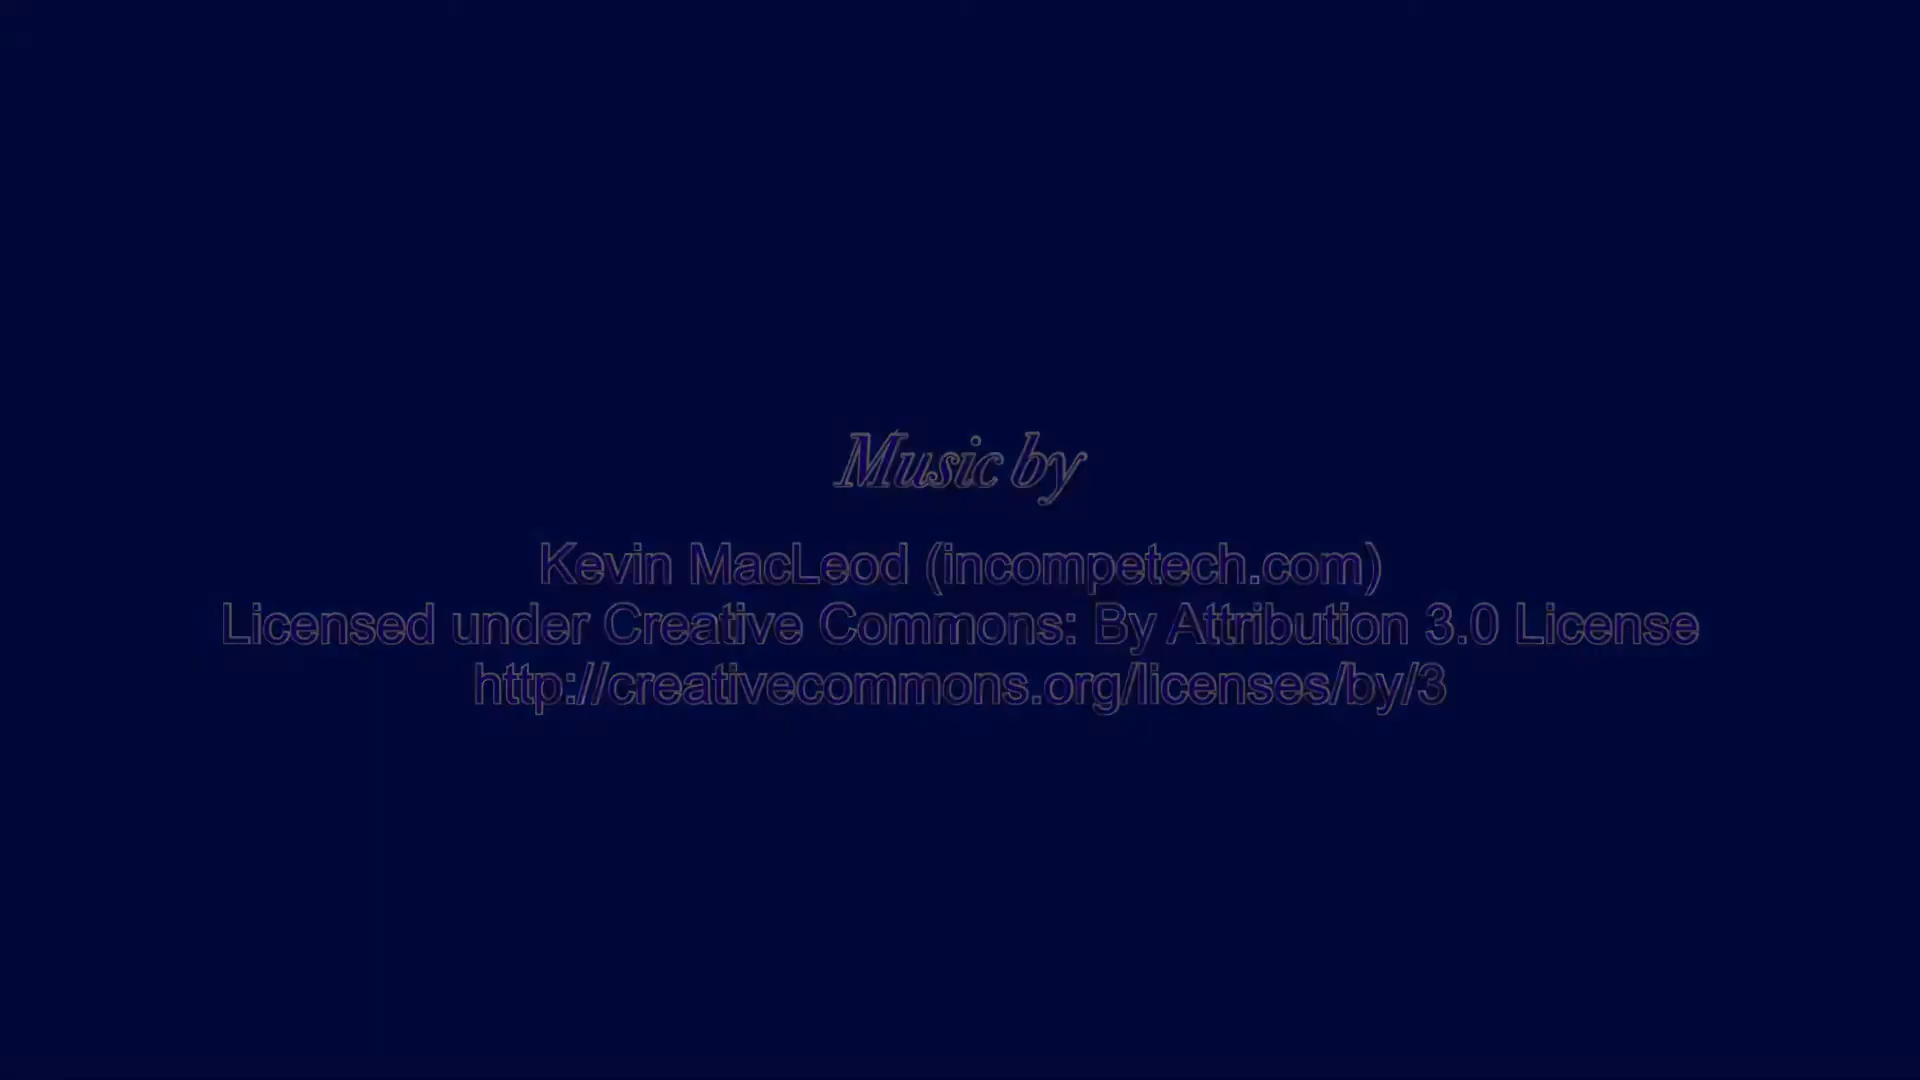 Music by
Kevin MacLeod (incompetech.com)
Licensed under Creative Commons: By Attribution 3.0 License
http://creativecommons.org/licenses/by/3